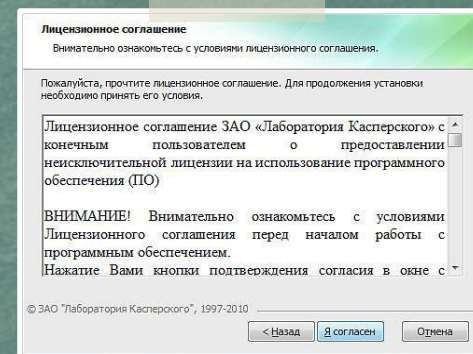 Лицензионное соглашение
Внимательно ознакомьтесь с условиями лицензионного соглашения.
Пожалуйста, прочтите лицензионное соглашение. Для продолжения установки
необходимо принять его условия.
Лицензионное соглашение ЗАО «Лаборатория Касперского» с
конечным пользователем о предоставлении
неисключительной лицензии на использование программного
обеспечения (ПО)
ВНИМАНИЕ! Внимательно ознакомьтесь с условиями
Лицензионного соглашения перед началом работы с
программным обеспечением.
Нажатие Вами кнопки подтверждения согласия в окне с
© ЗАО "Лаборатория Касперского", 1997-2010
< Назад Я согласен Отмена